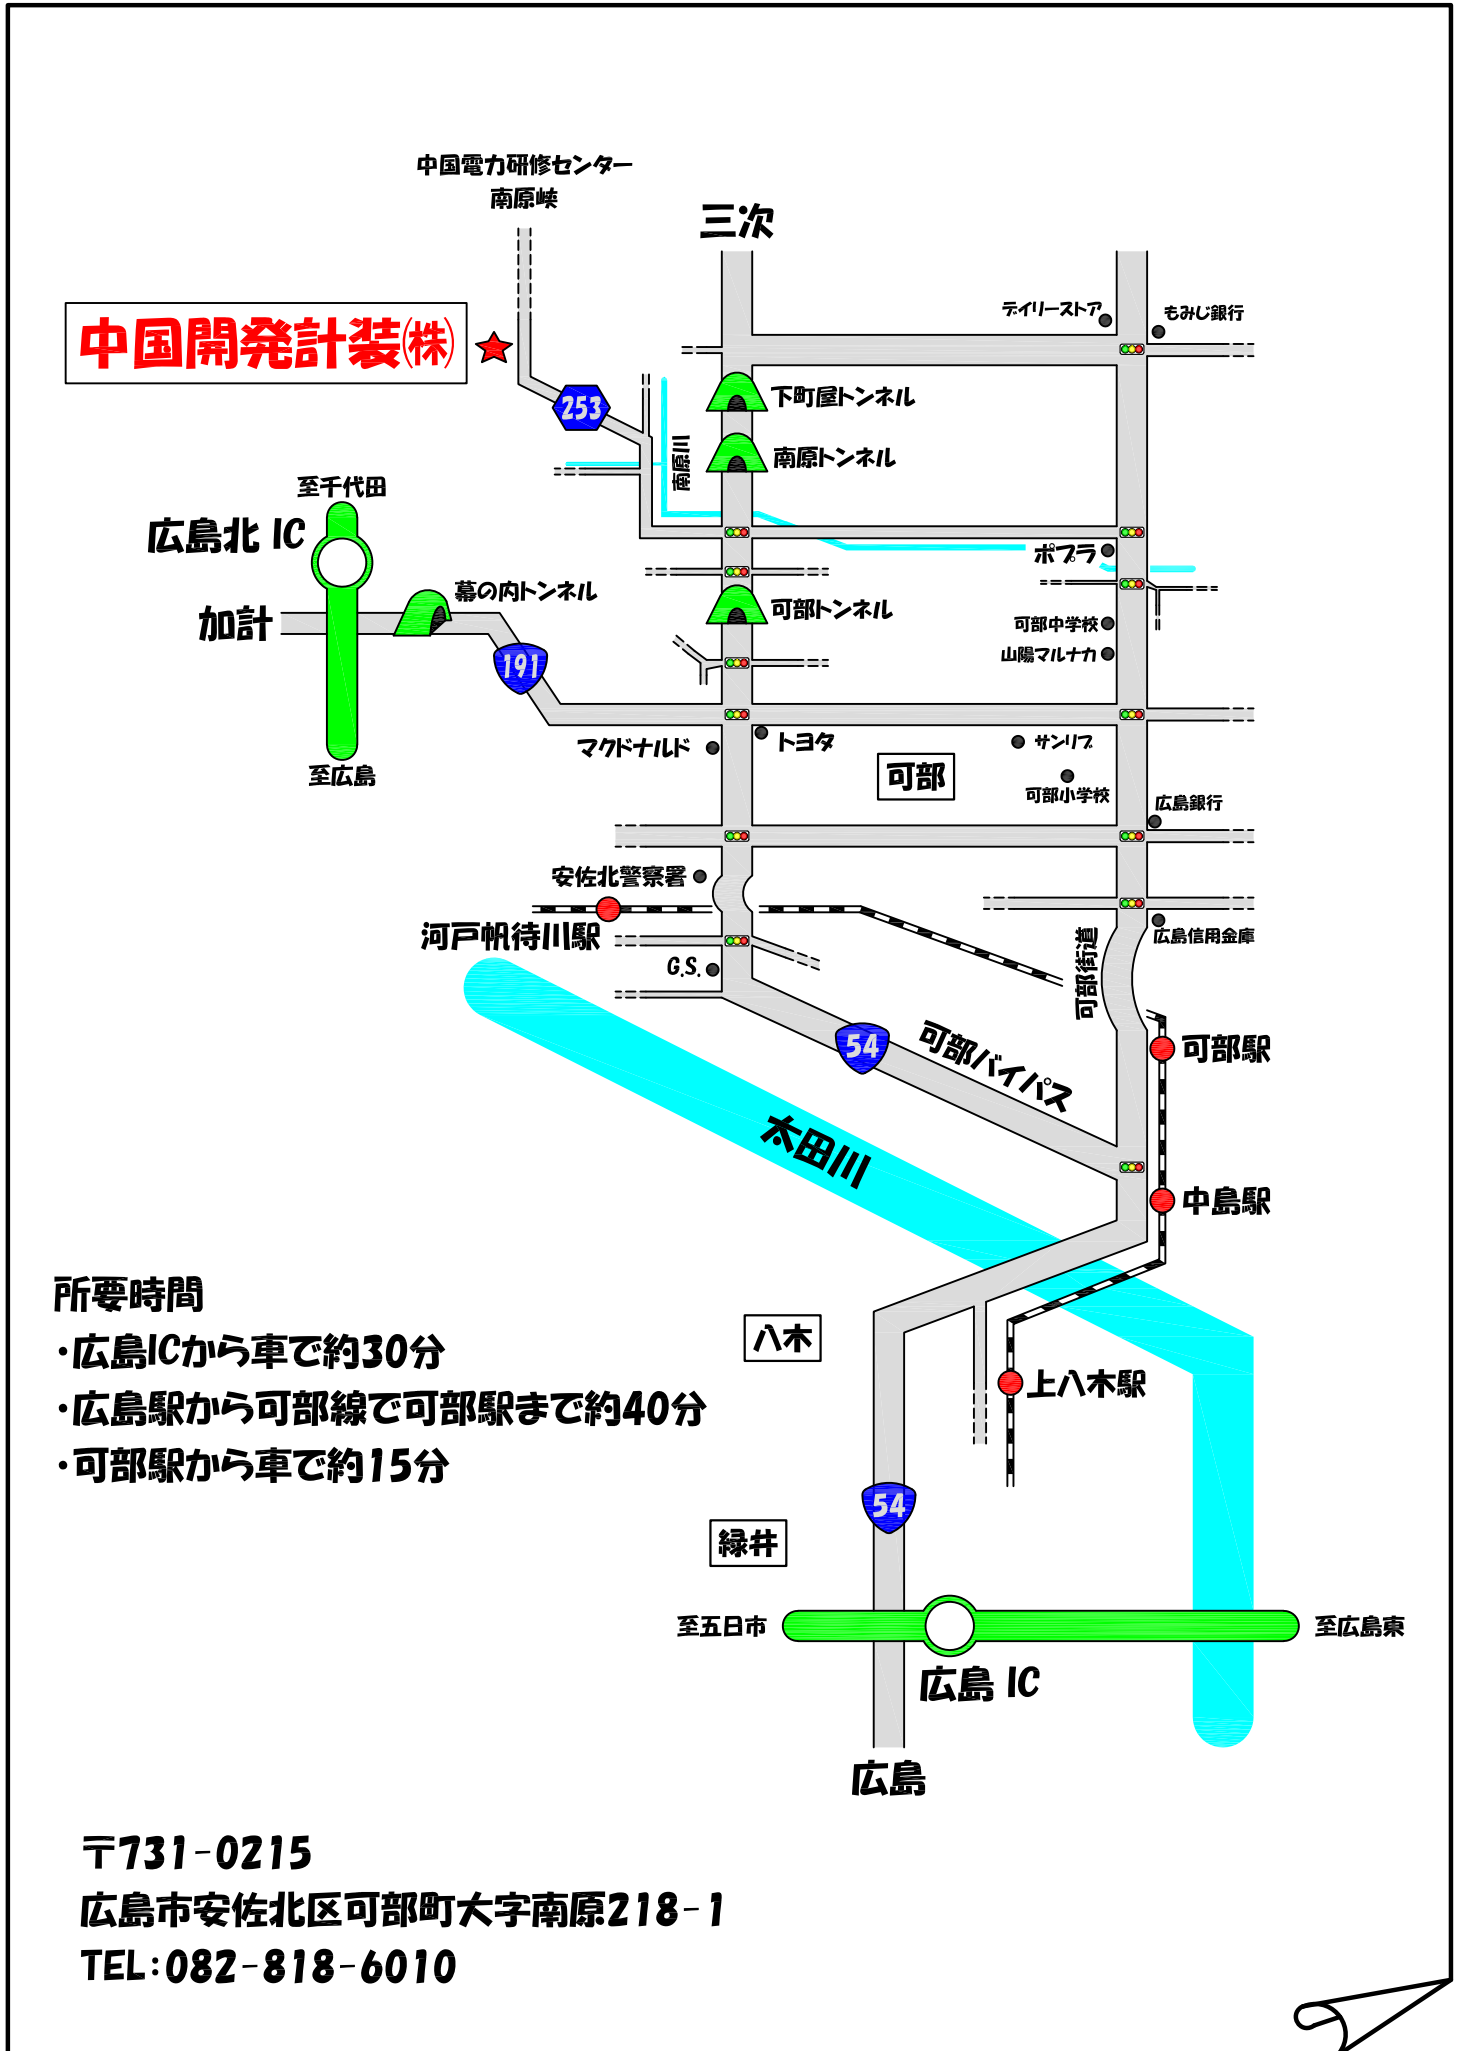 中国電力研修センター
南原峡
三次
デイリーストア
もみじ銀行
中国開発計装㈱
253
下町屋トンネル
南原川
南原トンネル
至千代田
広島北 IC
ポプラ
幕の内トンネル
加計
可部トンネル
可部中学校
山陽マルナカ
191
マクドナルド
トヨタ
サンリブ
可部
至広島
可部小学校
広島銀行
安佐北警察署
河戸帆待川駅
広島信用金庫
G.S.
可部街道
54
可部バイパス
可部駅
太田川
中島駅
所要時間
・広島ICから車で約30分
・広島駅から可部線で可部駅まで約40分
・可部駅から車で約15分
八木
上八木駅
54
緑井
至五日市
至広島東
広島 IC
広島
〒731-0215
広島市安佐北区可部町大字南原218-1
TEL:082-818-6010